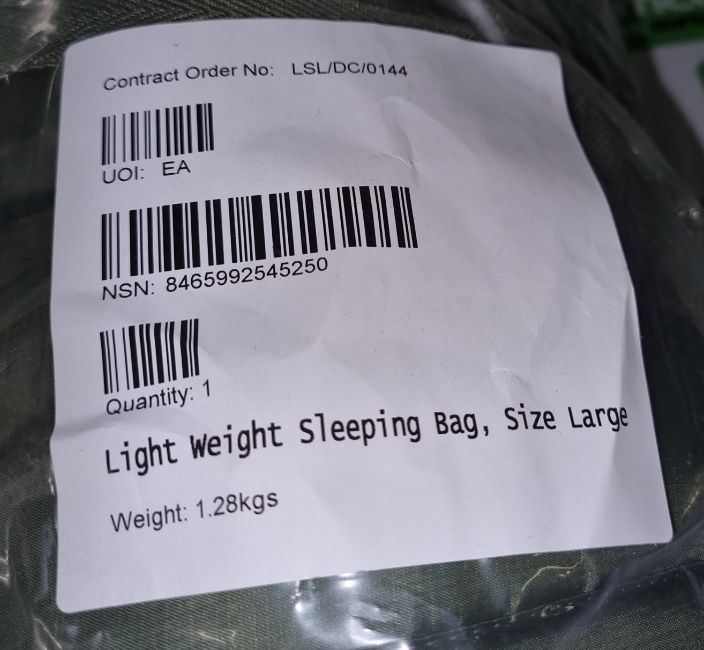 Contract Order No: LSL/DC/0144
UOI: EA
NSN: 8465992545250
Quantity: 1
Light Weight Sleeping Bag, Size Large
Weight: 1.28kgs